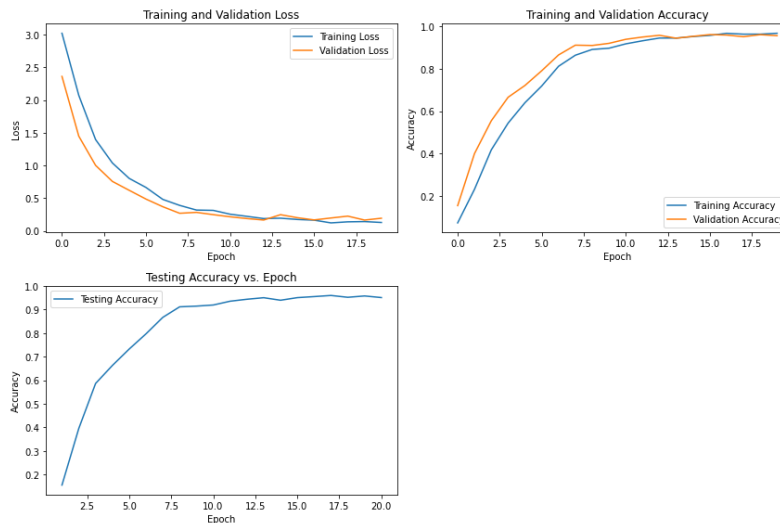 Training and Validation Loss
3.0
2.5
2.0
1.5
1.0
0.5
0.0
Loss
Training Loss
Validation Loss
0.0 2.5 5.0 7.5 10.0 12.5 15.0 17.5
Epoch
Training and Validation Accuracy
1.0
0.8
0.6
0.4
0.2
Accuracy
Training Accuracy
Validation Accuracy
0.0 2.5 5.0 7.5 10.0 12.5 15.0 17.5
Epoch
Testing Accuracy vs. Epoch
1.0
0.9
0.8
0.7
0.6
0.5
0.4
0.3
0.2
Accuracy
Testing Accuracy
2.5 5.0 7.5 10.0 12.5 15.0 17.5 20.0
Epoch